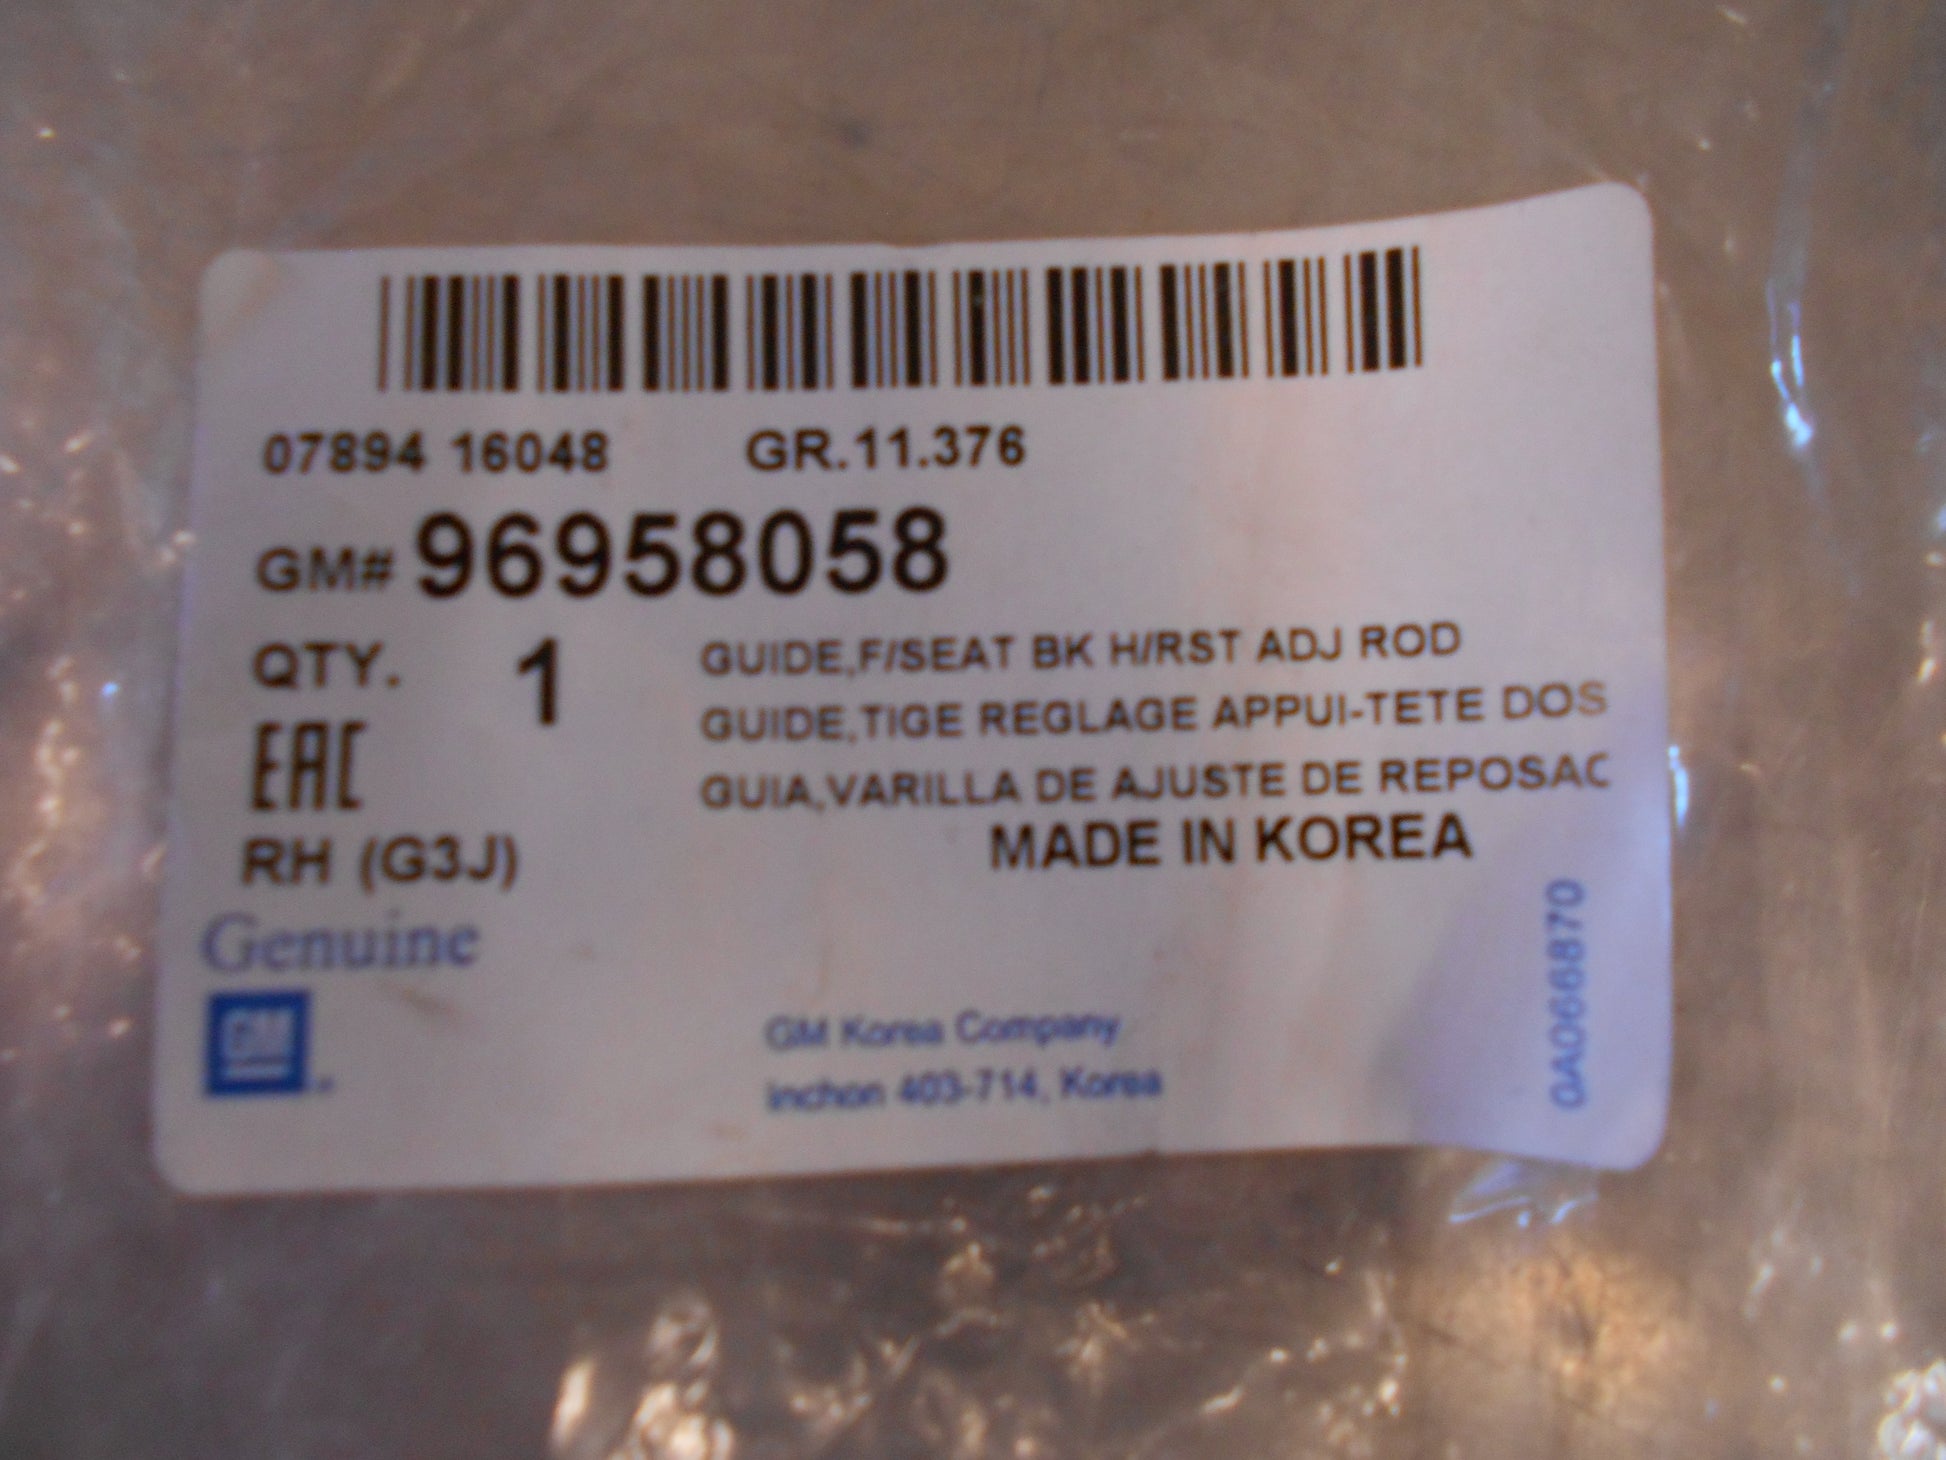 07894 16048 GR.11.376
GM# 96958058
QTY. 1
GUIDE,F/SEAT BK H/RST ADJ ROD
GUIDE,TIGE REGLAGE APPUI-TETE DOS
GUIA,VARILLA DE AJUSTE DE REPOSAC
EAC
RH (G3J)
MADE IN KOREA
Genuine
GM
GM Korea Company
Inchon 403-714, Korea
0A0668870